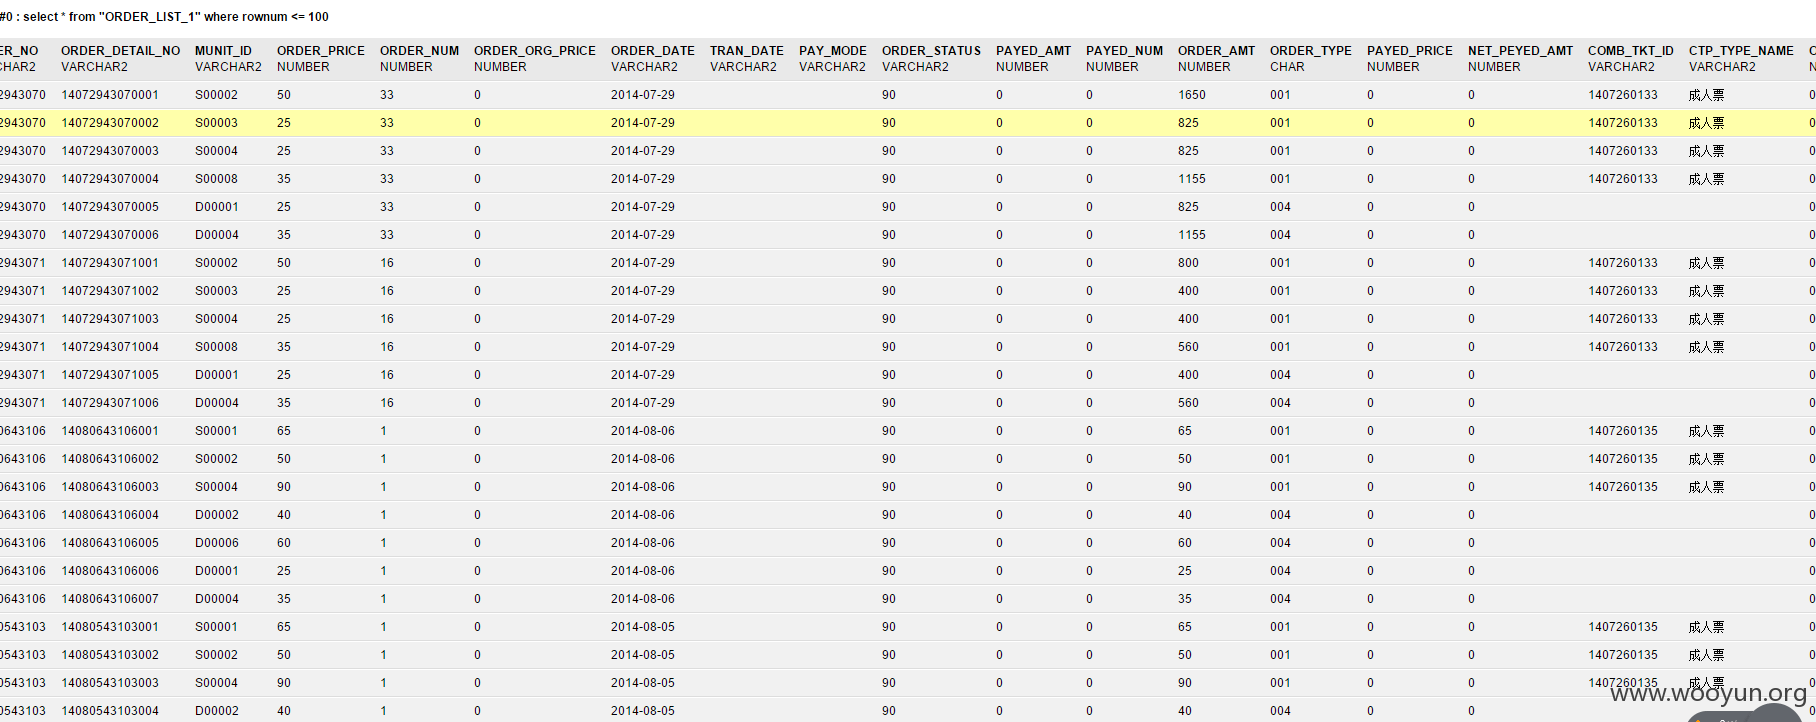 #0 : select * from "ORDER_LIST_1" where rownum <= 100
ER_NO ORDER_DETAIL_NO MUNIT_ID ORDER_PRICE ORDER_NUM ORDER_ORG_PRICE ORDER_DATE TRAN_DATE PAY_MODE ORDER_STATUS PAYED_AMT PAYED_NUM ORDER_AMT ORDER_TYPE PAYED_PRICE NET_PEYED_AMT COMB_TKT_ID CTP_TYPE_NAME
CHAR2 VARCHAR2 VARCHAR2 NUMBER NUMBER NUMBER VARCHAR2 VARCHAR2 VARCHAR2 VARCHAR2 NUMBER NUMBER NUMBER CHAR NUMBER NUMBER VARCHAR2 VARCHAR2 N
2943070 14072943070001 S00002 50 33 0 2014-07-29 90 0 0 1650 001 0 0 1407260133 成人票 0
2943070 14072943070002 S00003 25 33 0 2014-07-29 90 0 0 825 001 0 0 1407260133 成人票 0
2943070 14072943070003 S00004 25 33 0 2014-07-29 90 0 0 825 001 0 0 1407260133 成人票 0
2943070 14072943070004 S00008 35 33 0 2014-07-29 90 0 0 1155 001 0 0 1407260133 成人票 0
2943070 14072943070005 D00001 25 33 0 2014-07-29 90 0 0 825 004 0 0 0
2943070 14072943070006 D00004 35 33 0 2014-07-29 90 0 0 1155 004 0 0 0
2943071 14072943071001 S00002 50 16 0 2014-07-29 90 0 0 800 001 0 0 1407260133 成人票 0
2943071 14072943071002 S00003 25 16 0 2014-07-29 90 0 0 400 001 0 0 1407260133 成人票 0
2943071 14072943071003 S00004 25 16 0 2014-07-29 90 0 0 400 001 0 0 1407260133 成人票 0
2943071 14072943071004 S00008 35 16 0 2014-07-29 90 0 0 560 001 0 0 1407260133 成人票 0
2943071 14072943071005 D00001 25 16 0 2014-07-29 90 0 0 400 004 0 0 0
2943071 14072943071006 D00004 35 16 0 2014-07-29 90 0 0 560 004 0 0 0
0643106 14080643106001 S00001 65 1 0 2014-08-06 90 0 0 65 001 0 0 1407260135 成人票 0
0643106 14080643106002 S00002 50 1 0 2014-08-06 90 0 0 50 001 0 0 1407260135 成人票 0
0643106 14080643106003 S00004 90 1 0 2014-08-06 90 0 0 90 001 0 0 1407260135 成人票 0
0643106 14080643106004 D00002 40 1 0 2014-08-06 90 0 0 40 004 0 0 0
0643106 14080643106005 D00006 60 1 0 2014-08-06 90 0 0 60 004 0 0 0
0643106 14080643106006 D00001 25 1 0 2014-08-06 90 0 0 25 004 0 0 0
0643106 14080643106007 D00004 35 1 0 2014-08-06 90 0 0 35 004 0 0 0
0543103 14080543103001 S00001 65 1 0 2014-08-05 90 0 0 65 001 0 0 1407260135 成人票 0
0543103 14080543103002 S00002 50 1 0 2014-08-05 90 0 0 50 001 0 0 1407260135 成人票 0
0543103 14080543103003 S00004 90 1 0 2014-08-05 90 0 0 90 001 0 0 1407260135 成人票 0
www.wooyun.org
0543103 14080543103004 D00002 40 1 0 2014-08-05 90 0 0 40 004 0 0 0